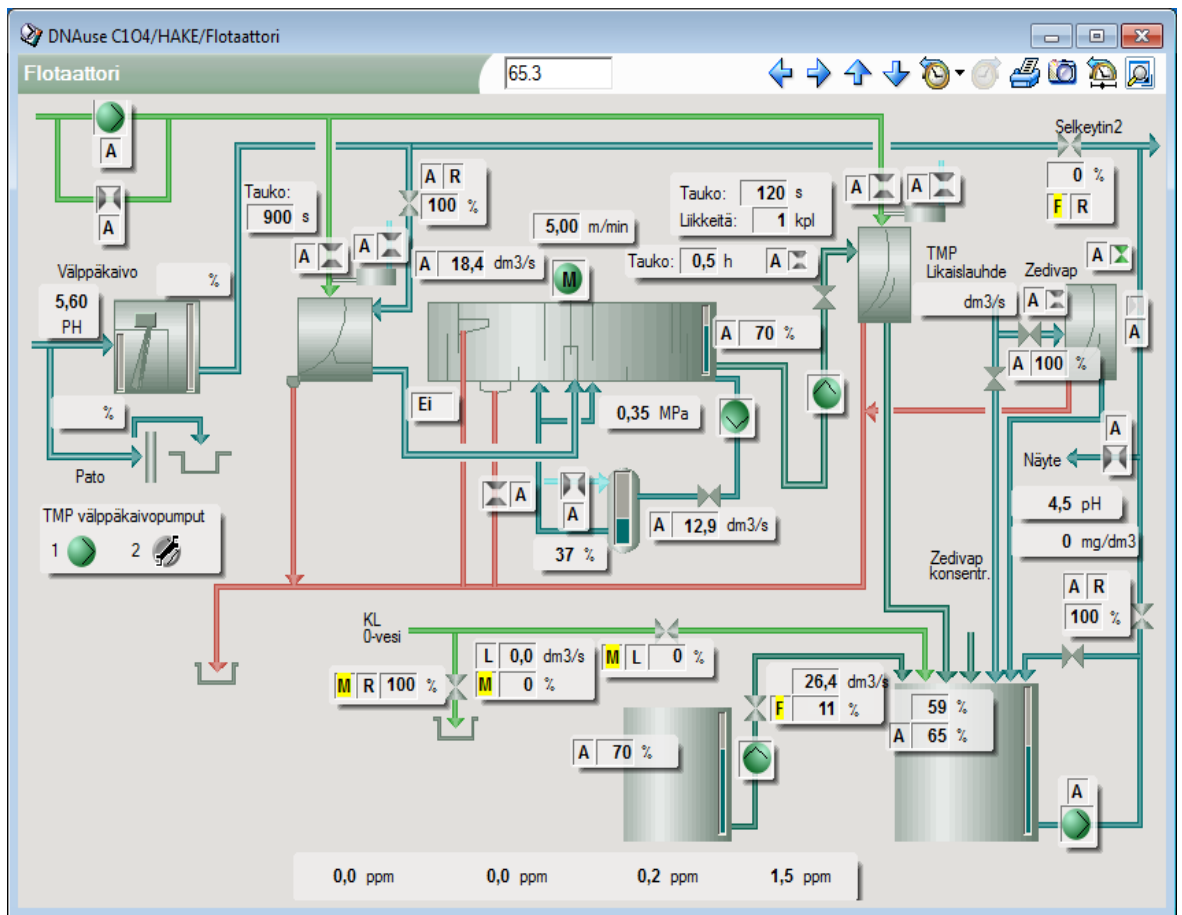 DNAuse C1O4/HAKE/Flotaattori
Flotaattori
65.3
Selkeytin2
A
A R
100 %
0 %
F R
A
Tauko:
900 s
Tauko: 120 s
Liikkeitä: 1 kpl
A
A
5,00 m/min
A
A
A 18,4 dm3/s
M
Tauko: 0,5 h
A
TMP
Likaislauhde
dm3/s
Zedivap
A
A
A
Välppäkaivo
%
5,60
PH
A 70 %
A 100 %
Ei
0,35 MPa
%
Pato
A
Näyte
A
A
A 12,9 dm3/s
37 %
4,5 pH
0 mg/dm3
TMP välppäkaivopumput
1
2
Zedivap
konsentr.
A R
100 %
KL
0-vesi
L 0,0 dm3/s
M 0 %
M L 0 %
M R 100 %
26,4 dm3/s
F 11 %
59 %
A 65 %
A 70 %
A
0,0 ppm 0,0 ppm 0,2 ppm 1,5 ppm